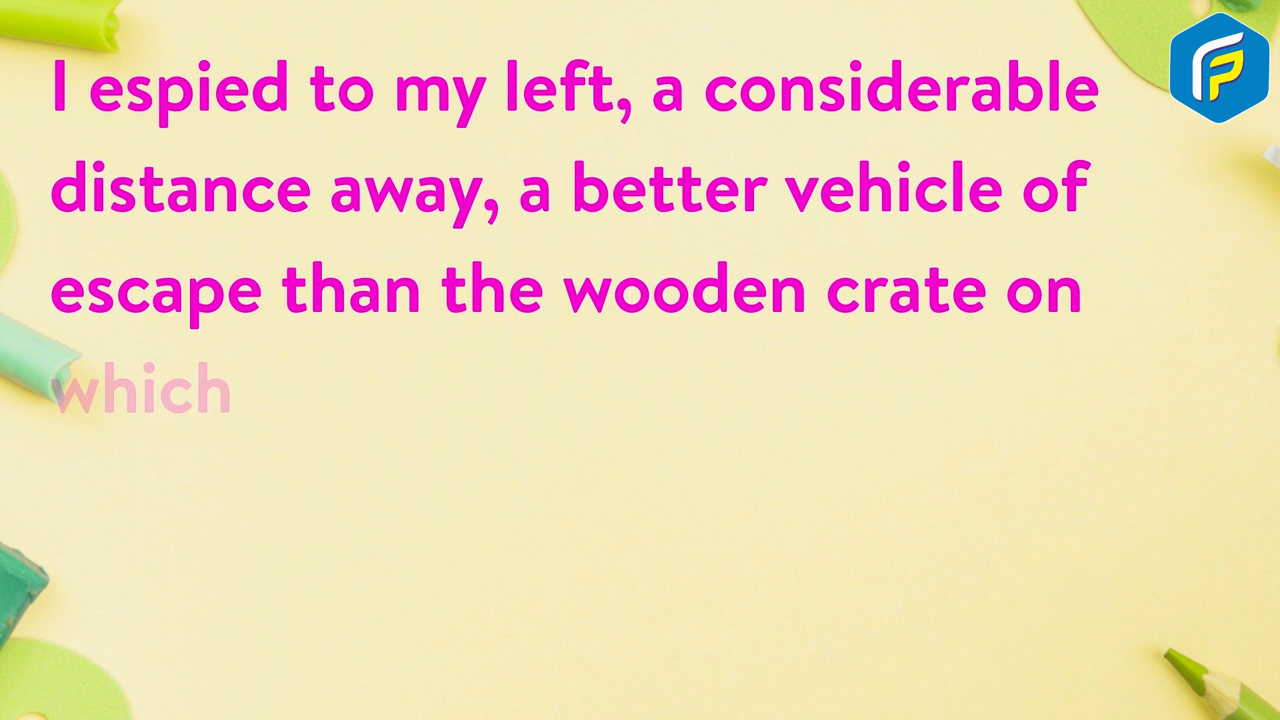 I espied to my left, a considerable
distance away, a better vehicle of
escape than the wooden crate on
which